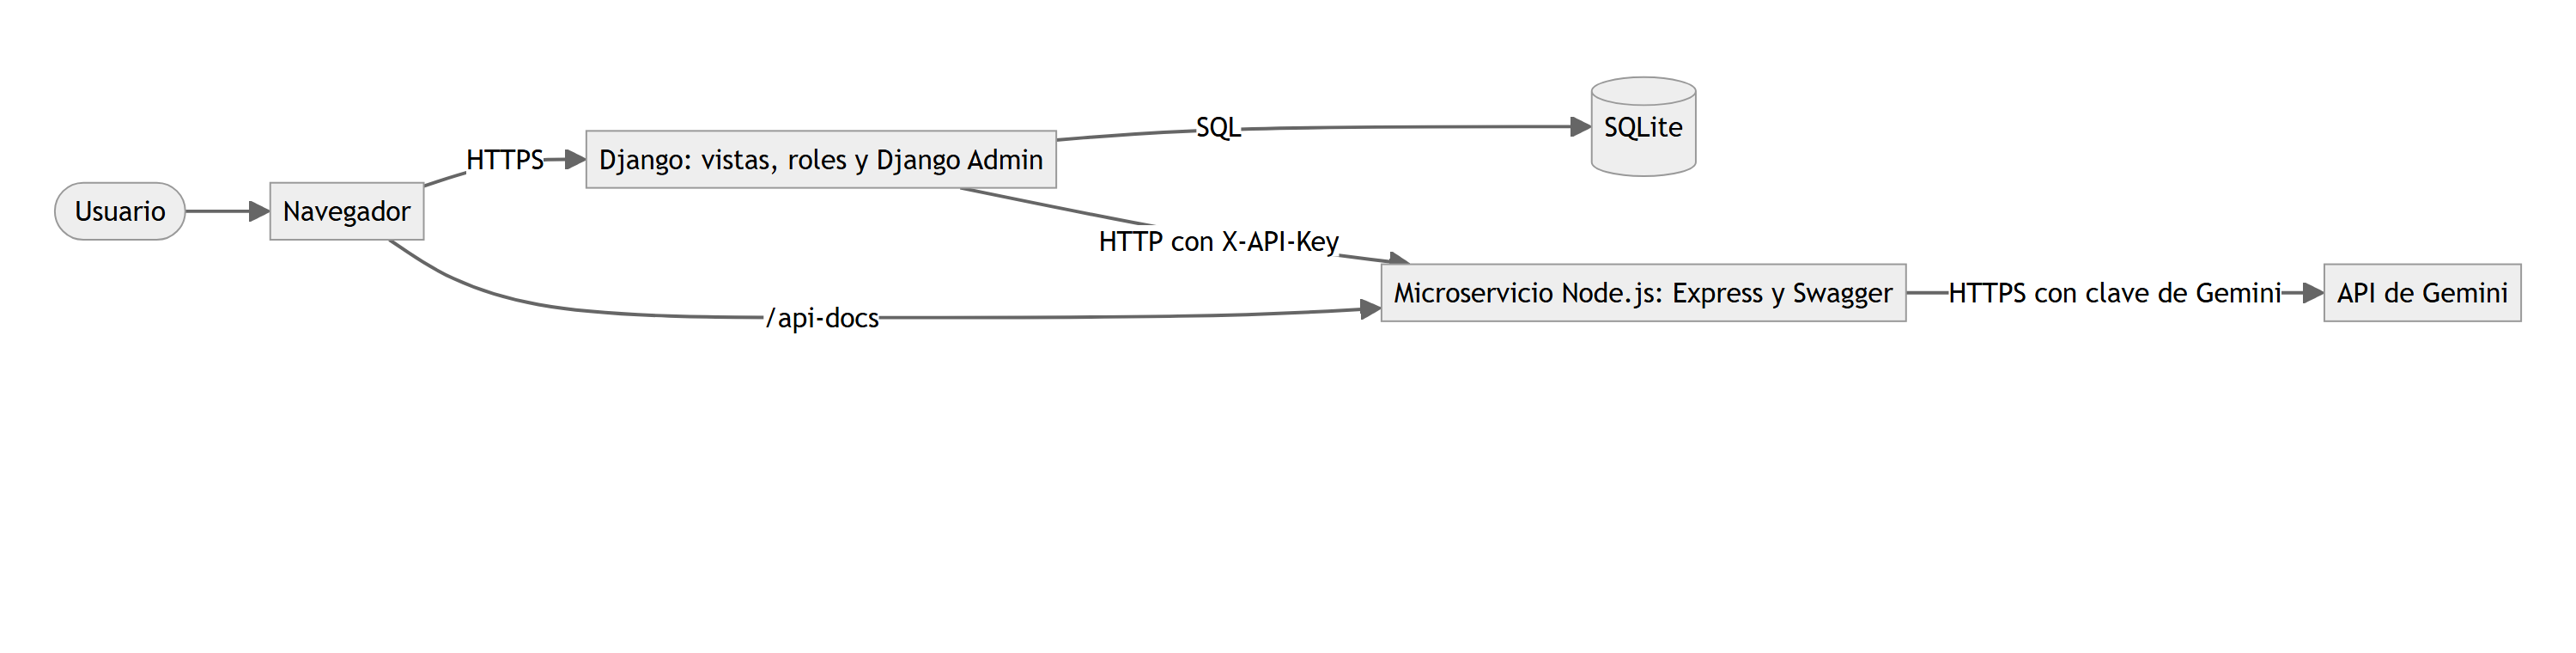 Usuario
Navegador
HTTPS
Django: vistas, roles y Django Admin
SQL
SQLite
HTTP con X-API-Key
/api-docs
Microservicio Node.js: Express y Swagger
HTTPS con clave de Gemini
API de Gemini